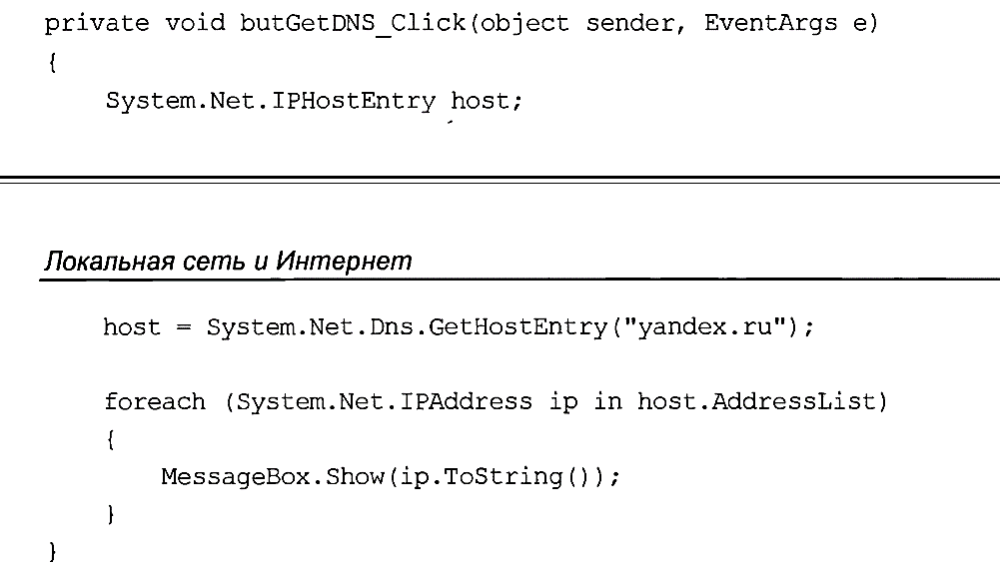 private void butGetDNS_Click(object sender, EventArgs e)
{
System.Net.IPHostEntry host;
Локальная сеть и Интернет
host = System.Net.Dns.GetHostEntry("yandex.ru");
foreach (System.Net.IPAddress ip in host.AddressList)
{
MessageBox.Show(ip.ToString());
}
}